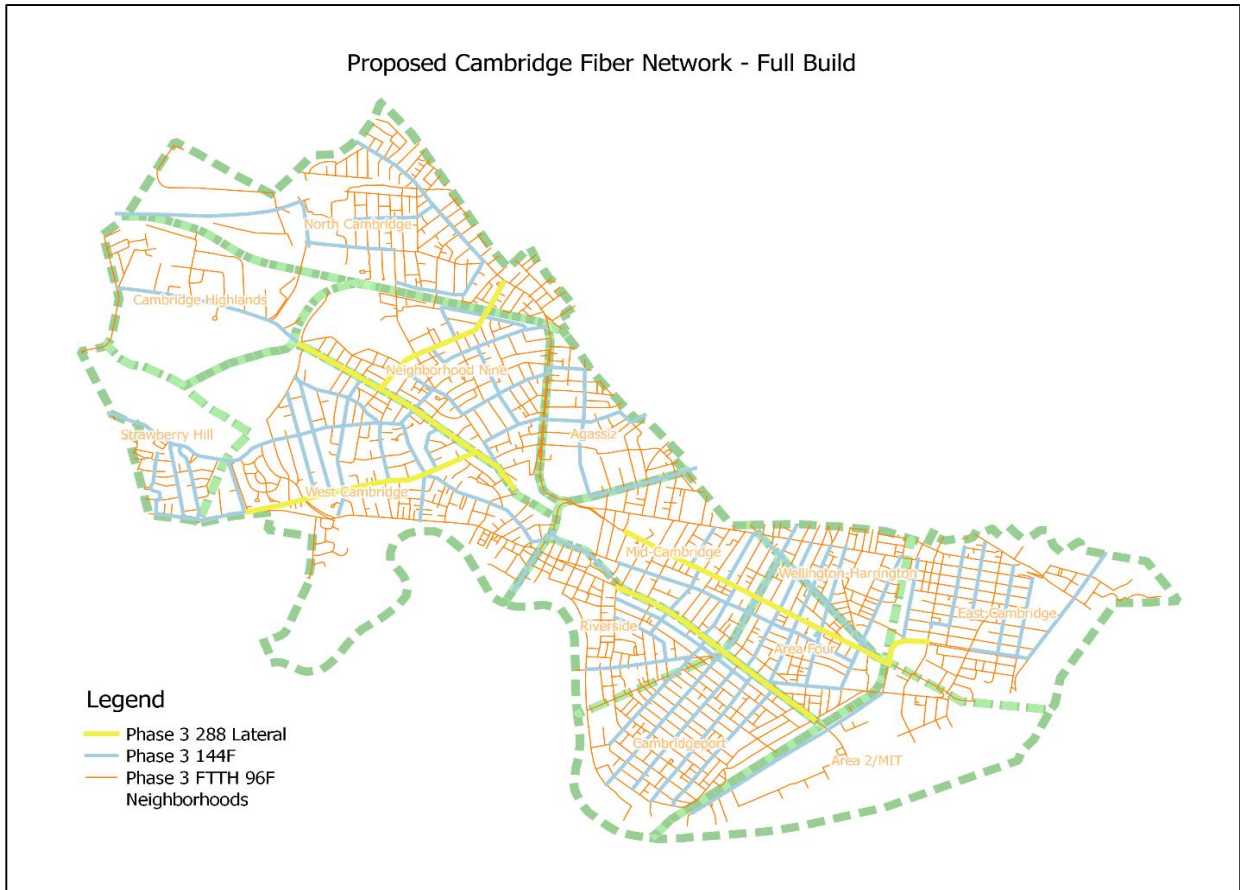 Proposed Cambridge Fiber Network - Full Build
North Cambridge
Cambridge Highlands
Neighborhood Nine
Strawberry Hill
Agassiz
West Cambridge
Mid-Cambridge
Wellington-Harrington
East Cambridge
Riverside
Area Four
Cambridgeport
Area 2/MIT
Legend
Phase 3 288 Lateral
Phase 3 144F
Phase 3 FTTH 96F
Neighborhoods